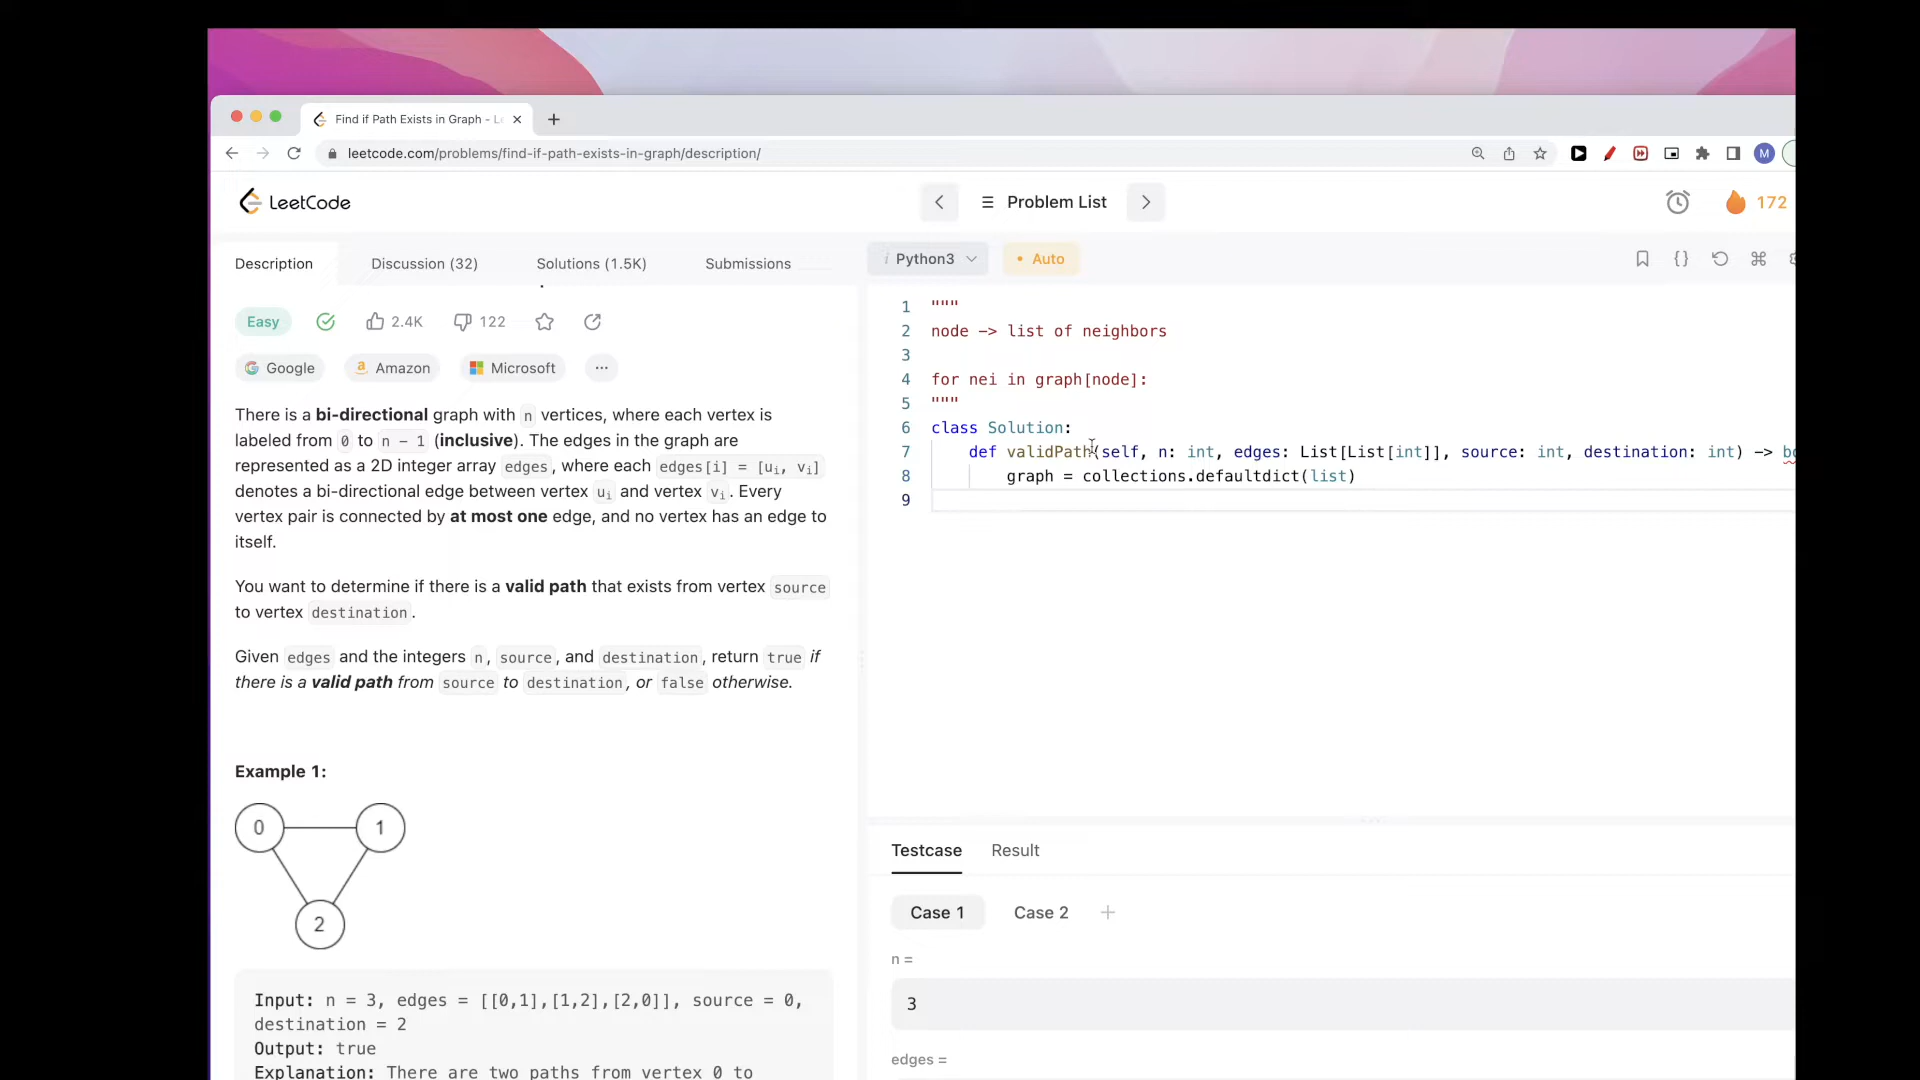 Find if Path Exists in Graph - Le
leetcode.com/problems/find-if-path-exists-in-graph/description/
M
LeetCode
Problem List
172
Description
Discussion (32)
Solutions (1.5K)
Submissions
i Python3
• Auto
{}
Easy
2.4K
122
Google
Amazon
Microsoft
...
There is a bi-directional graph with n vertices, where each vertex is
labeled from 0 to n - 1 (inclusive). The edges in the graph are
represented as a 2D integer array edges, where each edges[i] = [ui, vi]
denotes a bi-directional edge between vertex ui and vertex vi. Every
vertex pair is connected by at most one edge, and no vertex has an edge to
itself.
You want to determine if there is a valid path that exists from vertex source
to vertex destination.
Given edges and the integers n, source, and destination, return true if
there is a valid path from source to destination, or false otherwise.
Example 1:
0
1
2
Input: n = 3, edges = [[0,1],[1,2],[2,0]], source = 0,
destination = 2
Output: true
Explanation: There are two paths from vertex 0 to
1 """
2 node -> list of neighbors
3
4 for nei in graph[node]:
5 """
6 class Solution:
7 def validPath(self, n: int, edges: List[List[int]], source: int, destination: int) -> bo
8 graph = collections.defaultdict(list)
9
Testcase
Result
Case 1
Case 2
+
n =
3
edges =